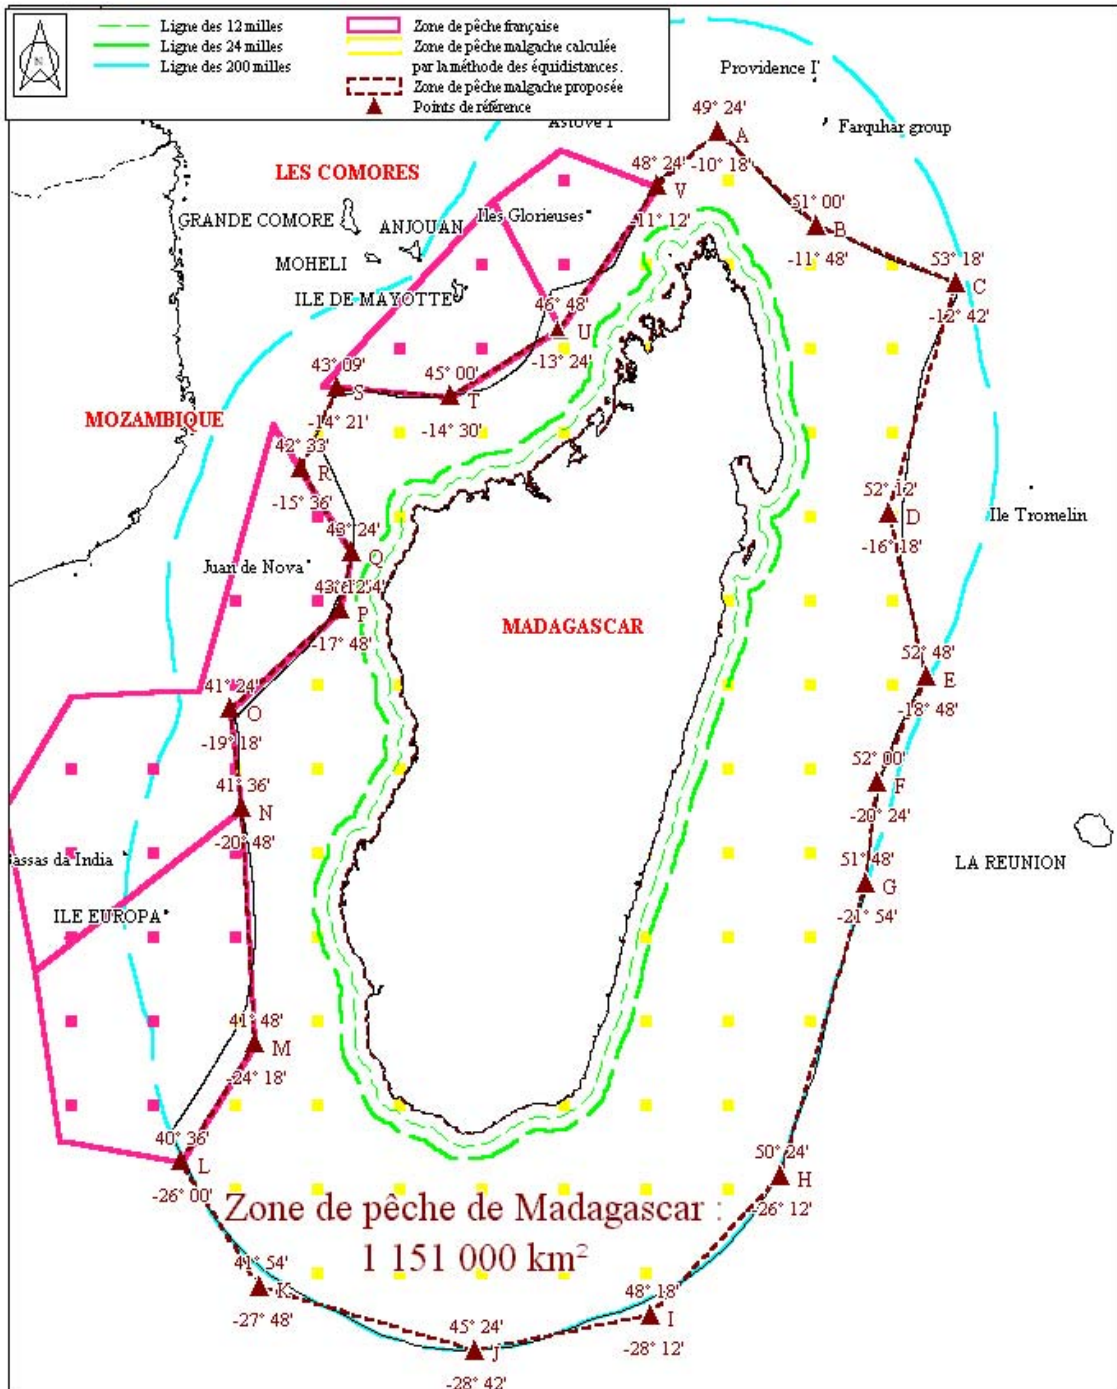 N
Ligne des 12 milles
Ligne des 24 milles
Ligne des 200 milles
Zone de pêche française
Zone de pêche malgache calculée
par la méthode des équidistances.
Zone de pêche malgache proposée
Points de référence
Providence I
Farquhar group
49° 24'
A
-10° 18'
LES COMORES
48° 24'
V
-11° 12'
51° 00'
B
-11° 48'
GRANDE COMORE
ANJOUAN
Iles Glorieuses
MOHELI
ILE DE MAYOTTE
53° 18'
C
-12° 42'
46° 48'
U
-13° 24'
43° 09'
S
-14° 21'
45° 00'
T
-14° 30'
MOZAMBIQUE
42° 33'
R
-15° 36'
52° 12'
D
-16° 18'
Ile Tromelin
43° 24'
Q
Juan de Nova
43° 12'
P
-17° 48'
MADAGASCAR
52° 48'
E
-18° 48'
41° 24'
O
-19° 18'
52° 00'
F
-20° 24'
41° 36'
N
-20° 48'
51° 48'
G
-21° 54'
LA REUNION
Bassas da India
ILE EUROPA
41° 48'
M
-24° 18'
40° 36'
L
-26° 00'
50° 24'
H
-26° 12'
Zone de pêche de Madagascar :
1 151 000 km²
41° 54'
K
-27° 48'
48° 18'
I
-28° 12'
45° 24'
J
-28° 42'